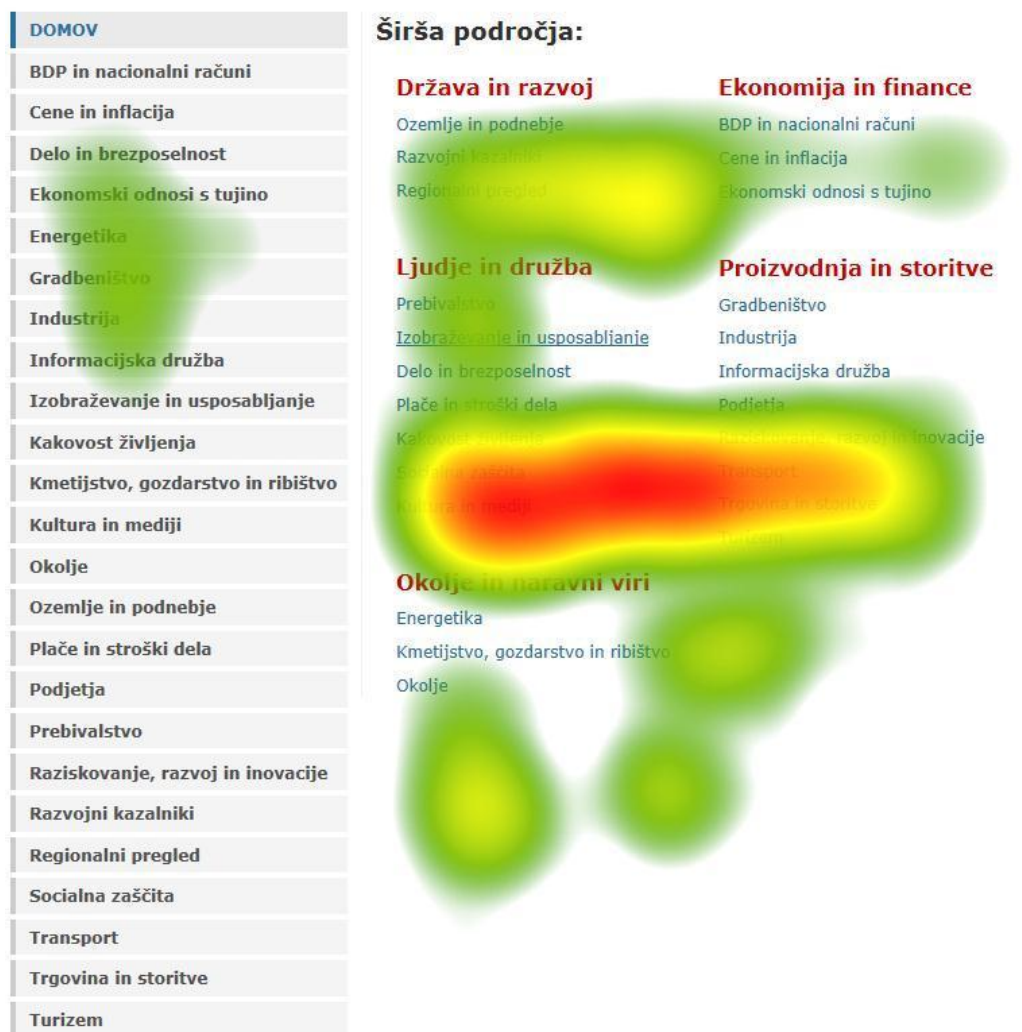 DOMOV
BDP in nacionalni računi
Cene in inflacija
Delo in brezposelnost
Ekonomski odnosi s tujino
Energetika
Gradbeništvo
Industrija
Informacijska družba
Izobraževanje in usposabljanje
Kakovost življenja
Kmetijstvo, gozdarstvo in ribištvo
Kultura in mediji
Okolje
Ozemlje in podnebje
Plače in stroški dela
Podjetja
Prebivalstvo
Raziskovanje, razvoj in inovacije
Razvojni kazalniki
Regionalni pregled
Socialna zaščita
Transport
Trgovina in storitve
Turizem
Širša področja:
Država in razvoj
Ozemlje in podnebje
Razvojni kazalniki
Regionalni pregled
Ekonomija in finance
BDP in nacionalni računi
Cene in inflacija
Ekonomski odnosi s tujino
Ljudje in družba
Prebivalstvo
Izobraževanje in usposabljanje
Delo in brezposelnost
Plače in stroški dela
Kakovost življenja
Socialna zaščita
Kultura in mediji
Proizvodnja in storitve
Gradbeništvo
Industrija
Informacijska družba
Podjetja
Raziskovanje, razvoj in inovacije
Transport
Trgovina in storitve
Turizem
Okolje in naravni viri
Energetika
Kmetijstvo, gozdarstvo in ribištvo
Okolje